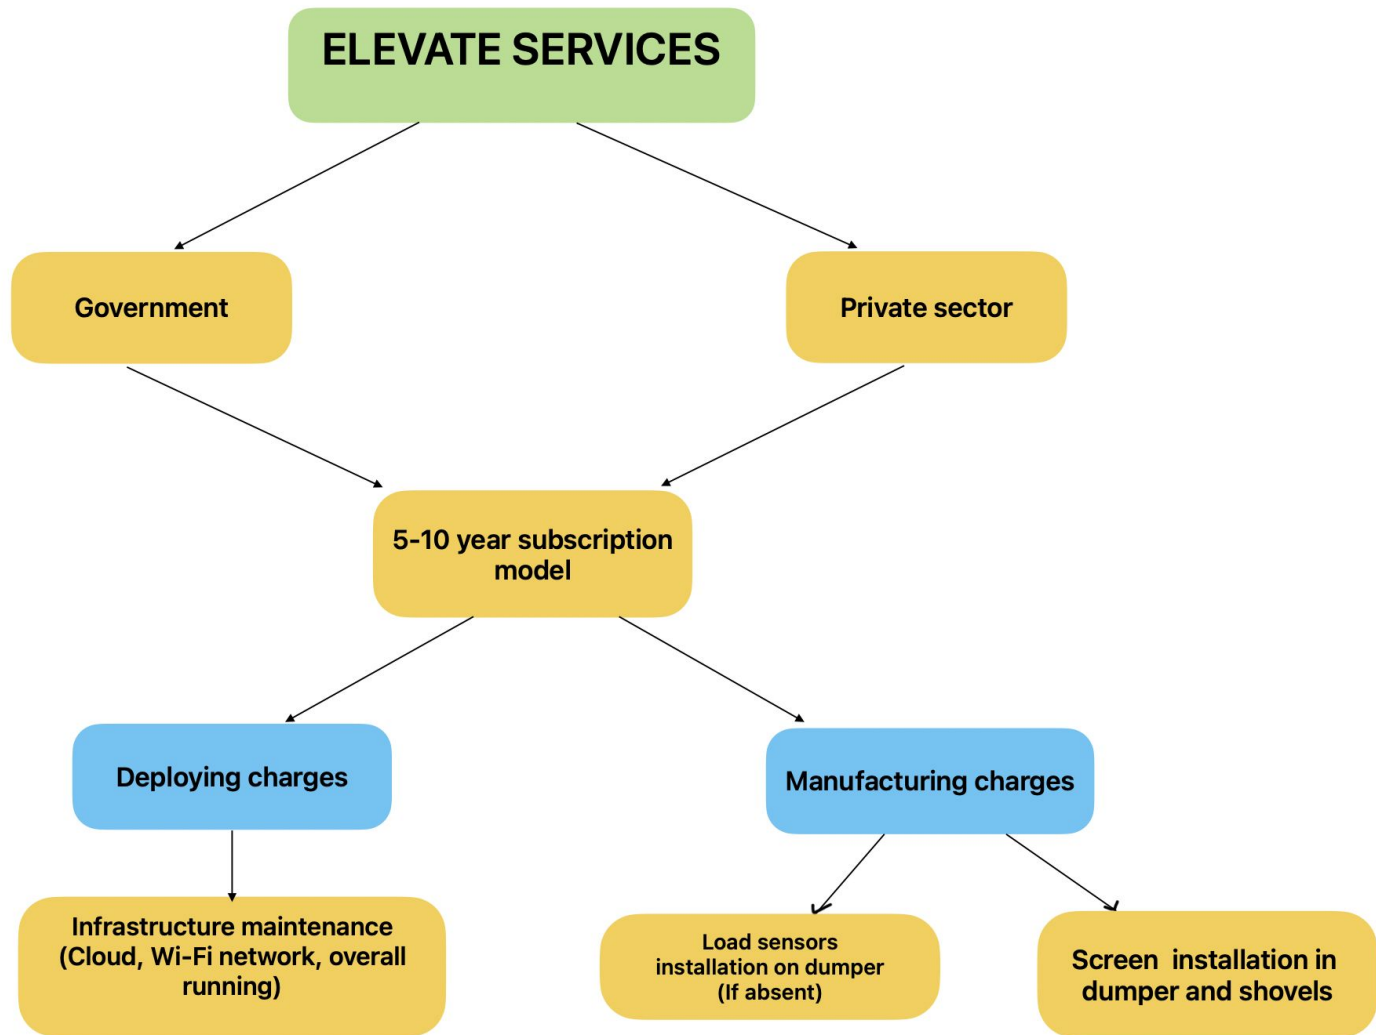 ELEVATE SERVICES
Government
Private sector
5-10 year subscription
model
Deploying charges
Manufacturing charges
Infrastructure maintenance
(Cloud, Wi-Fi network, overall
running)
Load sensors
installation on dumper
(If absent)
Screen  installation in
dumper and shovels